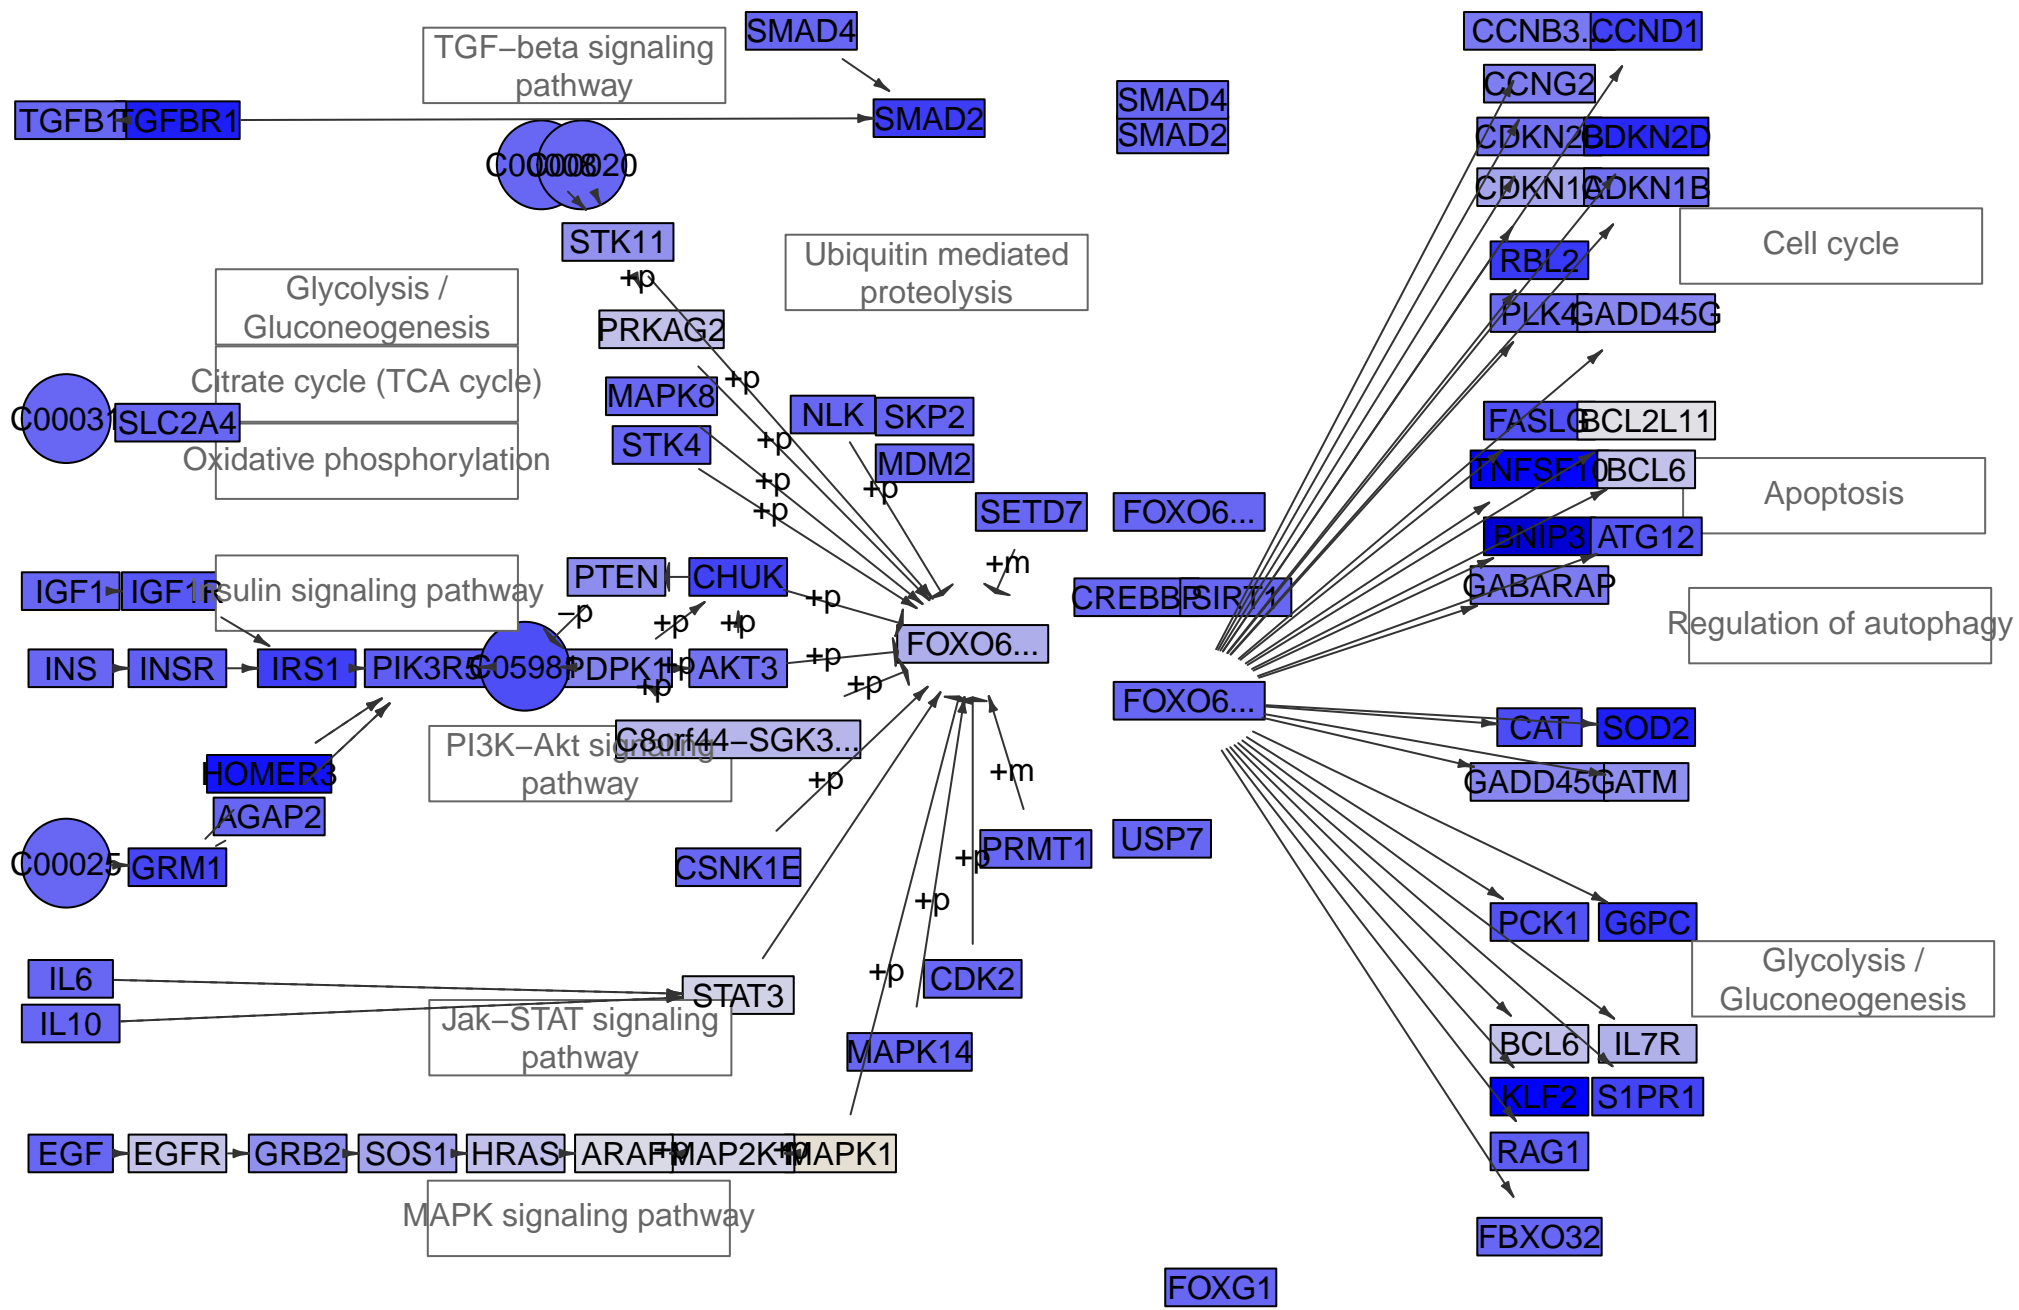 SMAD4
CCNB3...
CCND1
TGF−beta signaling
pathway
CCNG2
SMAD4
TGFB1
TGFBR1
SMAD2
SMAD2
CDKN2B
CDKN2D
C00020
CDKN1A
CDKN1B
STK11
Ubiquitin mediated
proteolysis
Cell cycle
RBL2
+p
Glycolysis /
Gluconeogenesis
PRKAG2
PLK4
GADD45G
Citrate cycle (TCA cycle)
+p
MAPK8
NLK
SKP2
C00031
SLC2A4
FASLG
BCL2L11
STK4
+p
Oxidative phosphorylation
MDM2
TNFSF10
BCL6
+p
+p
Apoptosis
+p
SETD7
FOXO6...
BNIP3
ATG12
+m
IGF1
IGF1R
Insulin signaling pathway
PTEN
CHUK
GABARAP
+p
CREBBP
SIRT1
−p
+p
+p
Regulation of autophagy
FOXO6...
INS
INSR
IRS1
PIK3R5
C05981
PDPK1
+p
AKT3
+p
+p
+p
FOXO6...
C8orf44−SGK3...
PI3K−Akt signaling
pathway
CAT
SOD2
HOMER3
+p
+m
GADD45G
GATM
AGAP2
C00025
GRM1
CSNK1E
+p
PRMT1
USP7
+p
PCK1
G6PC
IL6
+p
CDK2
Glycolysis /
Gluconeogenesis
STAT3
IL10
Jak−STAT signaling
pathway
MAPK14
BCL6
IL7R
KLF2
S1PR1
EGF
EGFR
GRB2
SOS1
HRAS
ARAF
+p
MAP2K1
+p
MAPK1
RAG1
MAPK signaling pathway
FBXO32
FOXG1